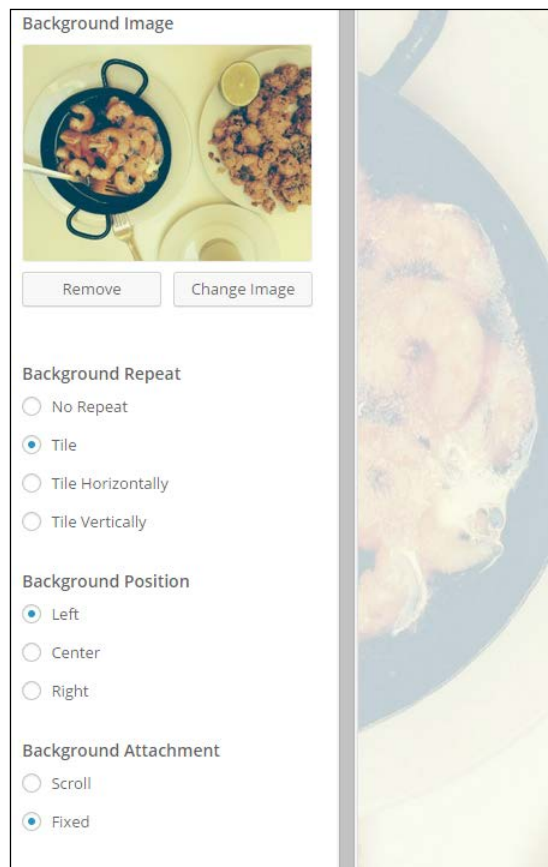 Background Image
Remove
Change Image
Background Repeat
No Repeat
Tile
Tile Horizontally
Tile Vertically
Background Position
Left
Center
Right
Background Attachment
Scroll
Fixed